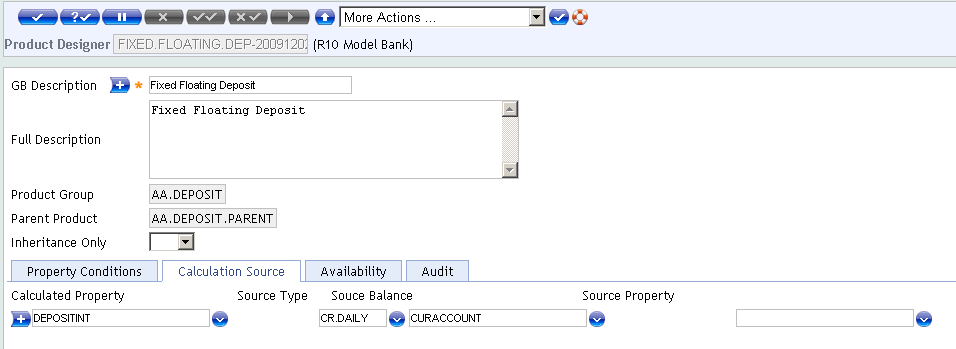 More Actions ...
Product Designer FIXED.FLOATING.DEP-20091202 (R10 Model Bank)
GB Description * Fixed Floating Deposit
Full Description Fixed Floating Deposit
Product Group AA.DEPOSIT
Parent Product AA.DEPOSIT.PARENT
Inheritance Only
Property Conditions Calculation Source Availability Audit
Calculated Property Source Type Souce Balance Source Property
DEPOSITINT CR.DAILY CURACCOUNT